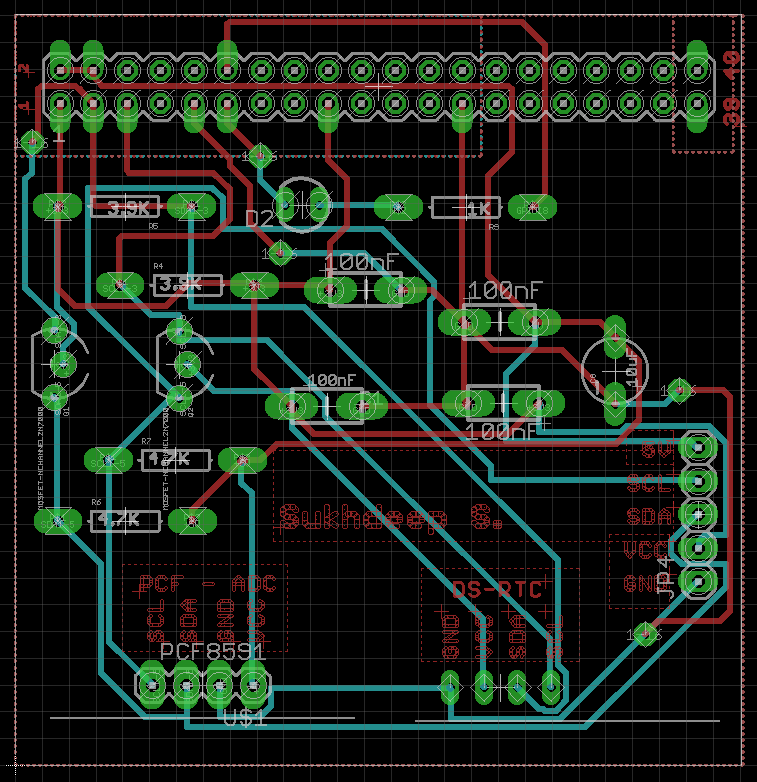 2
40
1
39
3.9K
R5
D2
1K
R9
R4
3.9K
100nF
100nF
10uF
100nF
100nF
Q1
Q2
MOSFET-NCHANNEL2N7000
MOSFET-NCHANNEL2N7000
R7
4.7K
R6
4.7K
5V
SCL
SDA
VCC
GND
JP4
Sukhdeep S.
PCF - ADC
SCL
SDA
GND
VCC
PCF8591
U$1
DS-RTC
GND
VCC
SDA
SCL